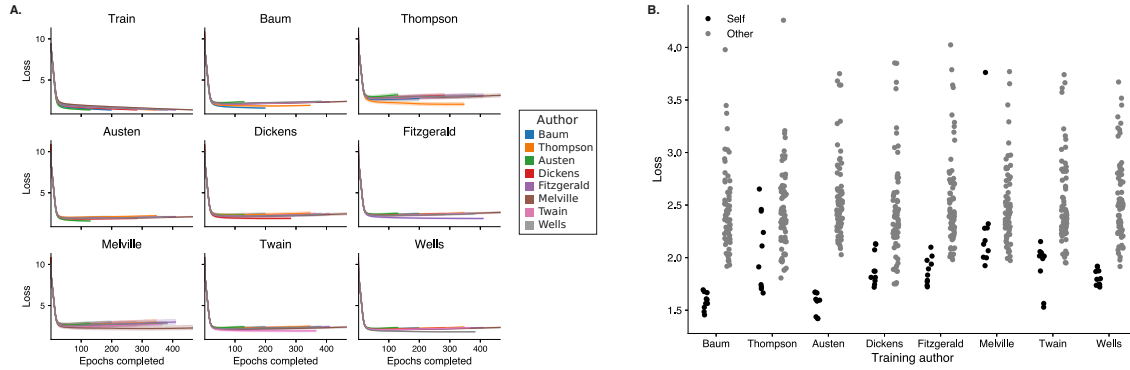 A.
Train
Baum
Thompson
10
5
Loss
Austen
Dickens
Fitzgerald
10
5
Loss
Melville
Twain
Wells
10
5
Loss
100 200 300 400
100 200 300 400
100 200 300 400
Epochs completed
Epochs completed
Epochs completed
Author
Baum
Thompson
Austen
Dickens
Fitzgerald
Melville
Twain
Wells
B.
Self
Other
4.0
3.5
3.0
2.5
2.0
1.5
Loss
Baum Thompson Austen Dickens Fitzgerald Melville Twain Wells
Training author